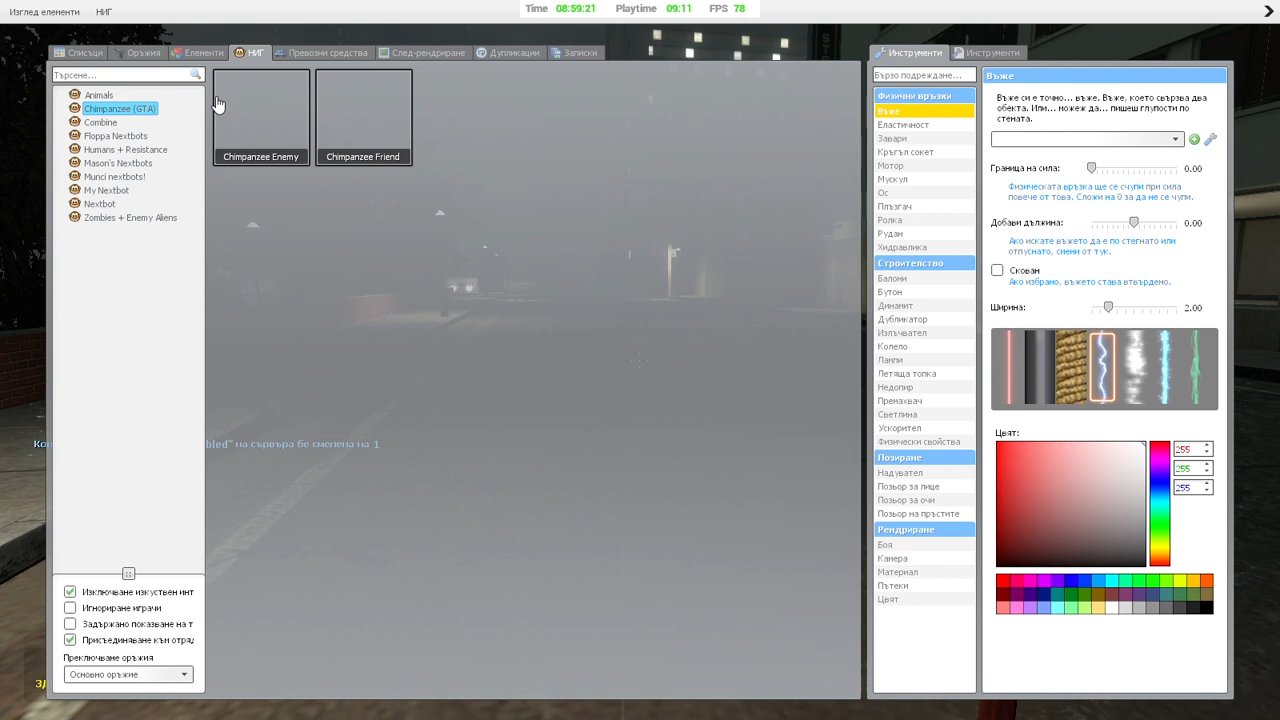 Изглед елементи НИГ
Time 08:59:21 Playtime 09:11 FPS 78
Списъци Оръжия Елементи НИГ Превозни средства След-рендиране Дупликации Записки
Търсене...
Animals
Chimpanzee (GTA)
Combine
Floppa Nextbots
Humans + Resistance
Mason's Nextbots
Munci nextbots!
My Nextbot
Nextbot
Zombies + Enemy Aliens
Chimpanzee Enemy
Chimpanzee Friend
bled" на сървъра бе сменена на 1
Изключване изкуствен инт
Игнориране играчи
Задържано показване на т
Присъединяване към отря
Преключване оръжия
Основно оръжие
Инструменти Инструменти
Бързо подреждане...
Физични връзки
Въже
Еластичност
Завари
Кръгъл сокет
Мотор
Мускул
Ос
Плъзгач
Ролка
Рудан
Хидравлика
Строителство
Балони
Бутон
Динамит
Дубликатор
Излъчвател
Колело
Лампи
Летяща топка
Недопир
Премахвач
Светлина
Ускорител
Физически свойства
Позиране
Надувател
Позьор за лице
Позьор за очи
Позьор на пръстите
Рендриране
Боя
Камера
Материал
Пътеки
Цвят
Въже
Въже си е точно... въже. Въже, което свързва два
обекта. Или... можеж да... пишеш глупости по
стената.
Граница на сила: 0.00
Физическата връзка ще се счупи при сила
повече от това. Сложи на 0 за да не се чупи.
Добави дължина: 0.00
Ако искате въжето да е по стегнато или
отпуснато, смени от тук.
Скован
Ако избрано, въжето става втвърдено.
Ширина: 2.00
Цвят:
255
255
255